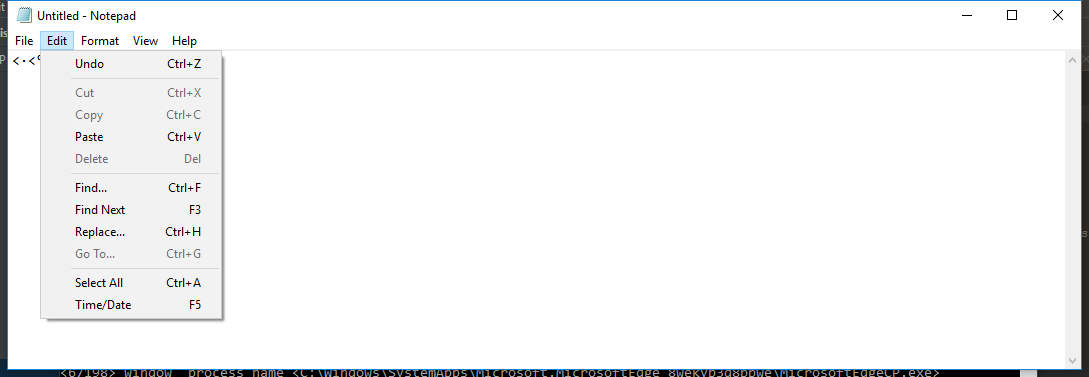 Untitled - Notepad
File Edit Format View Help
Undo Ctrl+Z
Cut Ctrl+X
Copy Ctrl+C
Paste Ctrl+V
Delete Del
Find... Ctrl+F
Find Next F3
Replace... Ctrl+H
Go To... Ctrl+G
Select All Ctrl+A
Time/Date F5
<6/198> window process name <C:\Windows\SystemApps\Microsoft.MicrosoftEdge_8wekyb3d8bbwe\MicrosoftEdgeCP.exe>